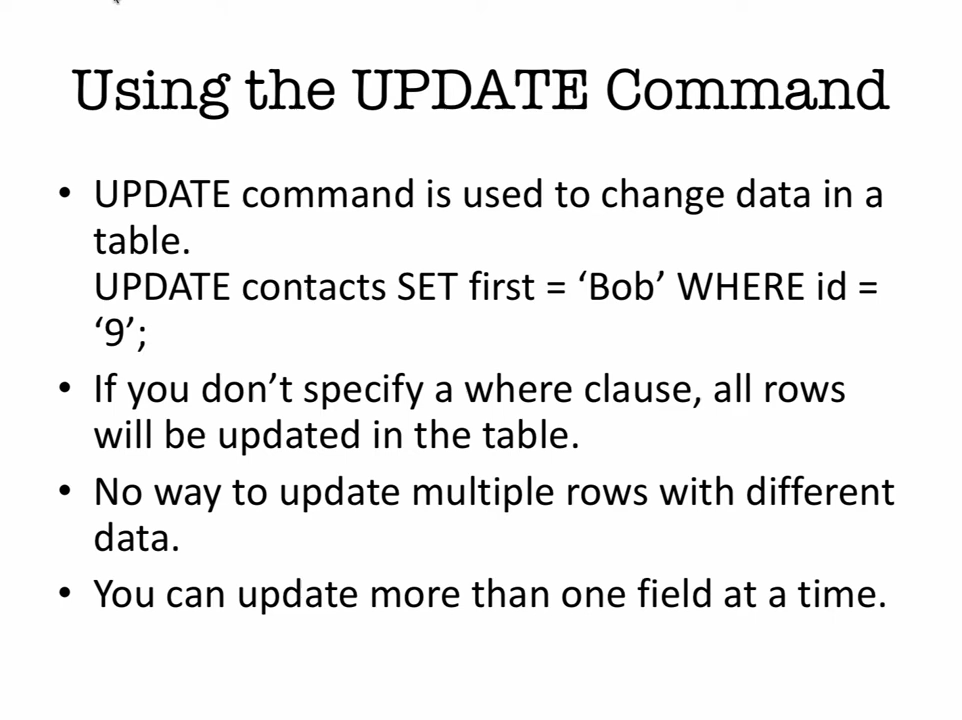 Using the UPDATE Command
• UPDATE command is used to change data in a
table.
UPDATE contacts SET first = ‘Bob’ WHERE id =
‘9’;
• If you don’t specify a where clause, all rows
will be updated in the table.
• No way to update multiple rows with different
data.
• You can update more than one field at a time.